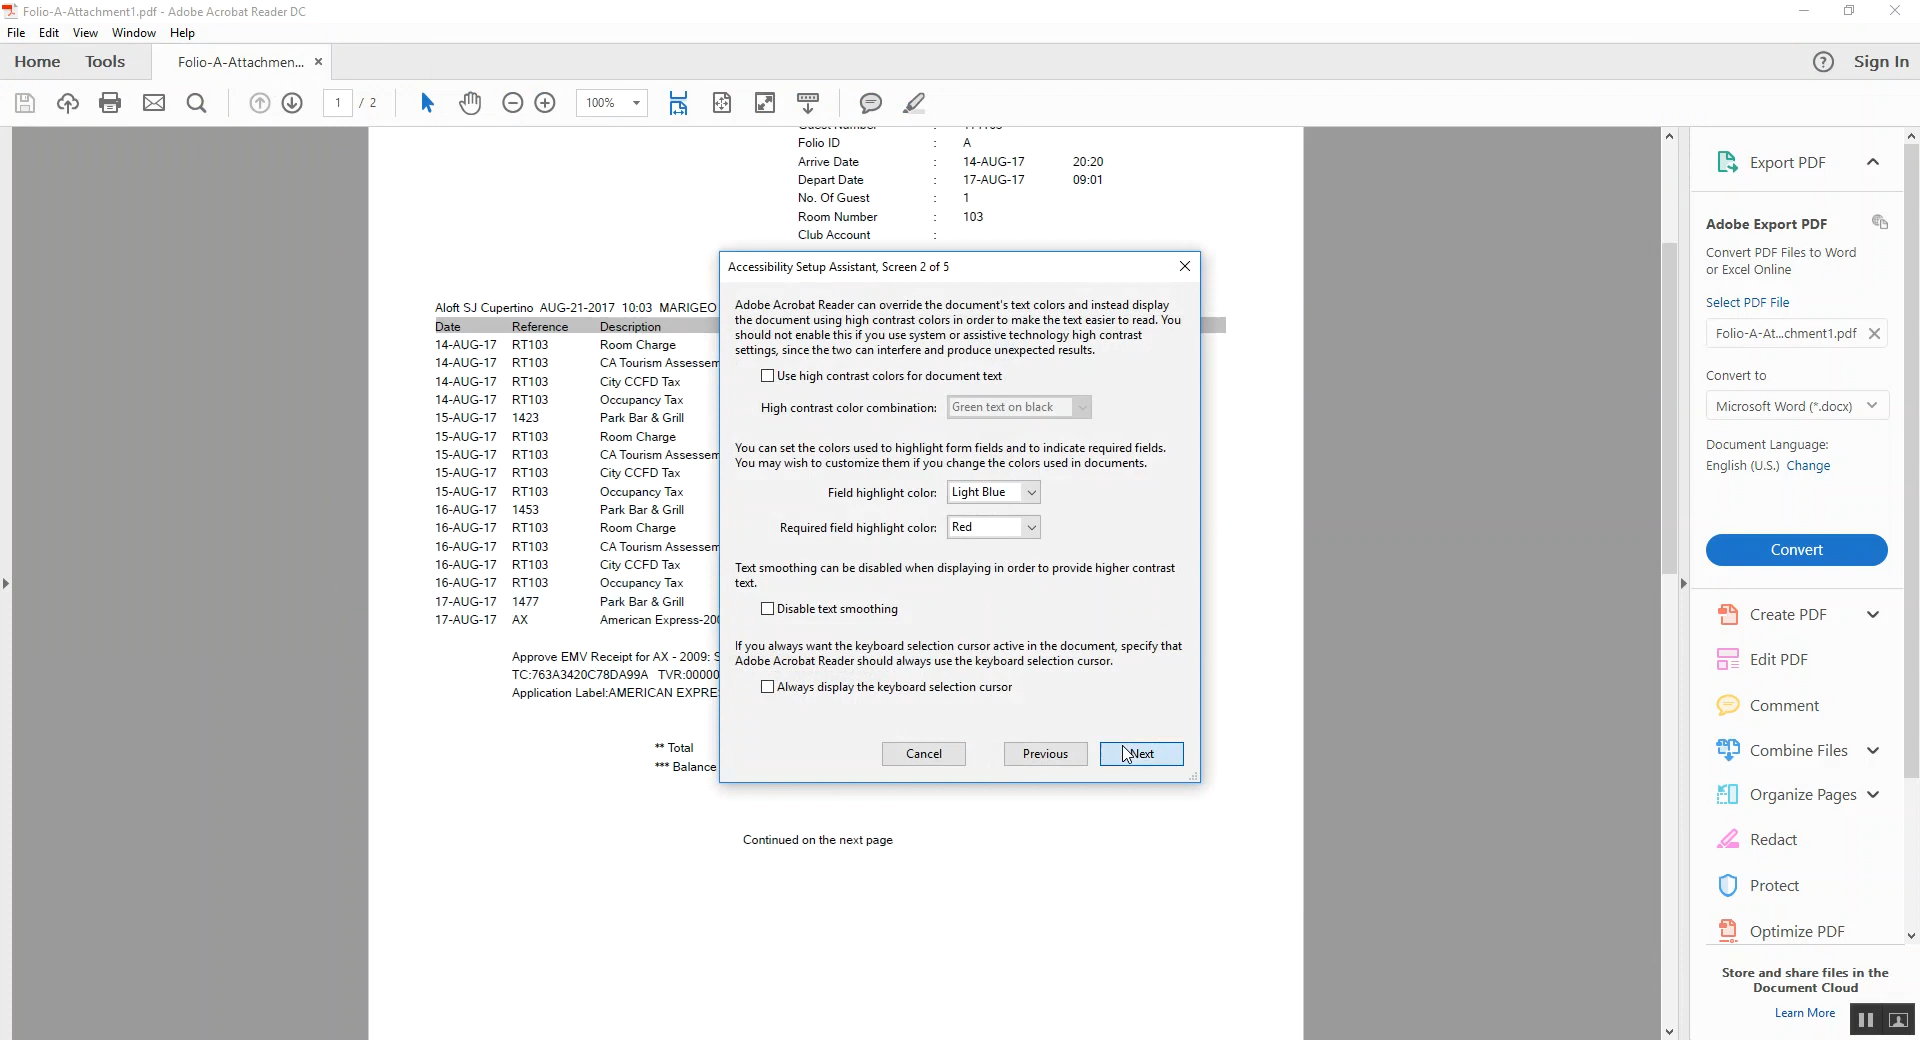 Folio-A-Attachment1.pdf - Adobe Acrobat Reader DC
File Edit View Window Help
Home Tools Folio-A-Attachmen... ×
? Sign In
1 / 2 100%
Folio ID : A
Arrive Date : 14-AUG-17 20:20
Depart Date : 17-AUG-17 09:01
No. Of Guest : 1
Room Number : 103
Club Account :
Aloft SJ Cupertino AUG-21-2017 10:03 MARIGEO
Date Reference Description
14-AUG-17 RT103 Room Charge
14-AUG-17 RT103 CA Tourism Assessem
14-AUG-17 RT103 City CCFD Tax
14-AUG-17 RT103 Occupancy Tax
15-AUG-17 1423 Park Bar & Grill
15-AUG-17 RT103 Room Charge
15-AUG-17 RT103 CA Tourism Assessem
15-AUG-17 RT103 City CCFD Tax
15-AUG-17 RT103 Occupancy Tax
16-AUG-17 1453 Park Bar & Grill
16-AUG-17 RT103 Room Charge
16-AUG-17 RT103 CA Tourism Assessem
16-AUG-17 RT103 City CCFD Tax
16-AUG-17 RT103 Occupancy Tax
17-AUG-17 1477 Park Bar & Grill
17-AUG-17 AX American Express-200
Approve EMV Receipt for AX - 2009: S
TC:763A3420C78DA99A TVR:00000
Application Label:AMERICAN EXPRE
** Total
*** Balance
Continued on the next page
Accessibility Setup Assistant, Screen 2 of 5
Adobe Acrobat Reader can override the document's text colors and instead display
the document using high contrast colors in order to make the text easier to read. You
should not enable this if you use system or assistive technology high contrast
settings, since the two can interfere and produce unexpected results.
Use high contrast colors for document text
High contrast color combination: Green text on black
You can set the colors used to highlight form fields and to indicate required fields.
You may wish to customize them if you change the colors used in documents.
Field highlight color: Light Blue
Required field highlight color: Red
Text smoothing can be disabled when displaying in order to provide higher contrast
text.
Disable text smoothing
If you always want the keyboard selection cursor active in the document, specify that
Adobe Acrobat Reader should always use the keyboard selection cursor.
Always display the keyboard selection cursor
Cancel Previous Next
Export PDF
Adobe Export PDF
Convert PDF Files to Word
or Excel Online
Select PDF File
Folio-A-At...chment1.pdf
Convert to
Microsoft Word (*.docx)
Document Language:
English (U.S.) Change
Convert
Create PDF
Edit PDF
Comment
Combine Files
Organize Pages
Redact
Protect
Optimize PDF
Store and share files in the
Document Cloud
Learn More